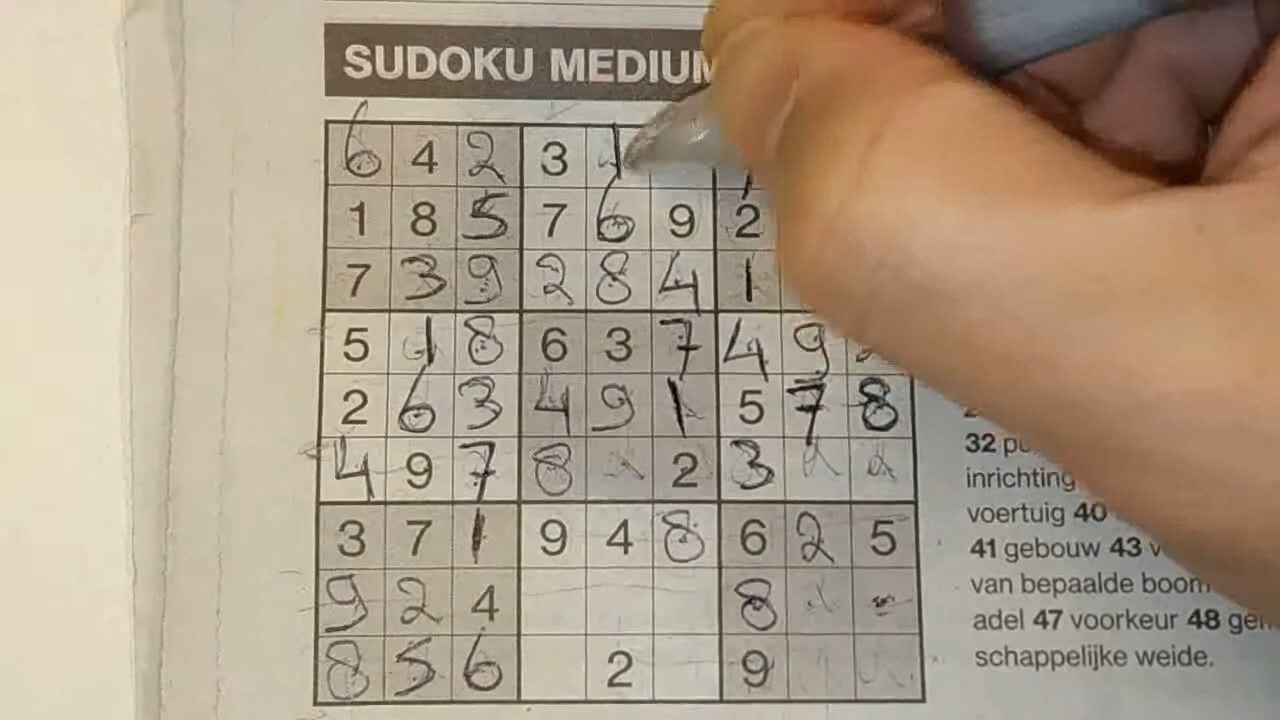 SUDOKU MEDIUM
6 4 2 3 1
1 8 5 7 6 9 2
7 3 9 2 8 4 1
5 1 8 6 3 7 4 9
2 6 3 4 9 1 5 7 8
4 9 7 8 2 3
3 7 1 9 4 8 6 2 5
9 2 4 8
8 5 6 2 9
32
inrichting
voertuig 40
41 gebouw 43
van bepaalde boom
adel 47 voorkeur 48
schappelijke weide.